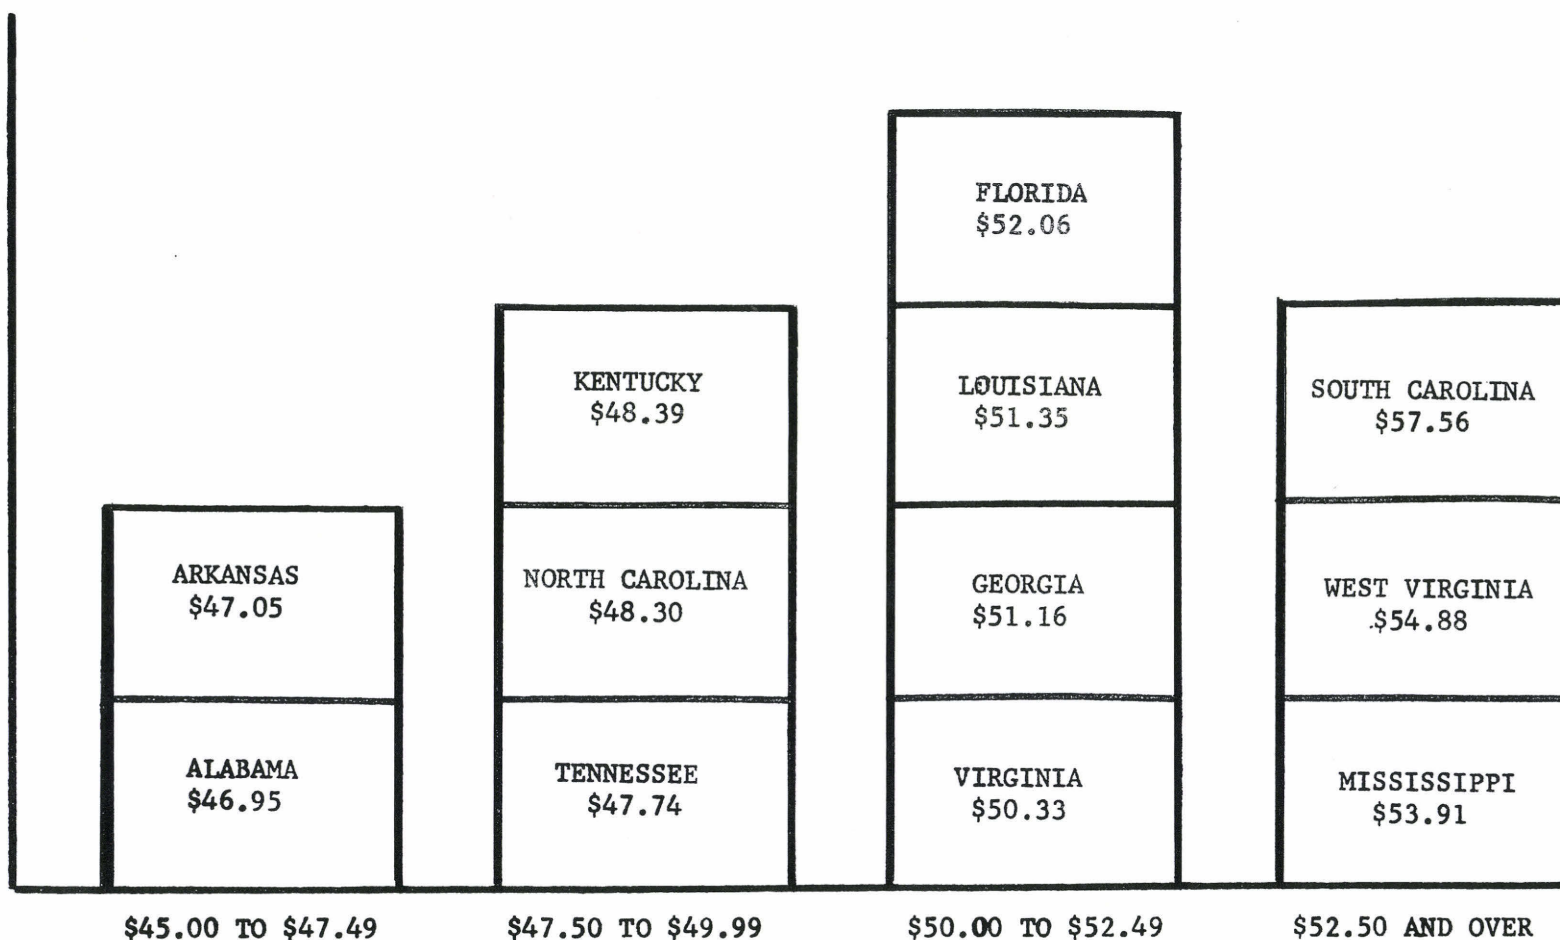 FLORIDA
$52.06
KENTUCKY
$48.39
LOUISIANA
$51.35
SOUTH CAROLINA
$57.56
ARKANSAS
$47.05
NORTH CAROLINA
$48.30
GEORGIA
$51.16
WEST VIRGINIA
$54.88
ALABAMA
$46.95
TENNESSEE
$47.74
VIRGINIA
$50.33
MISSISSIPPI
$53.91
$45.00 TO $47.49
$47.50 TO $49.99
$50.00 TO $52.49
$52.50 AND OVER